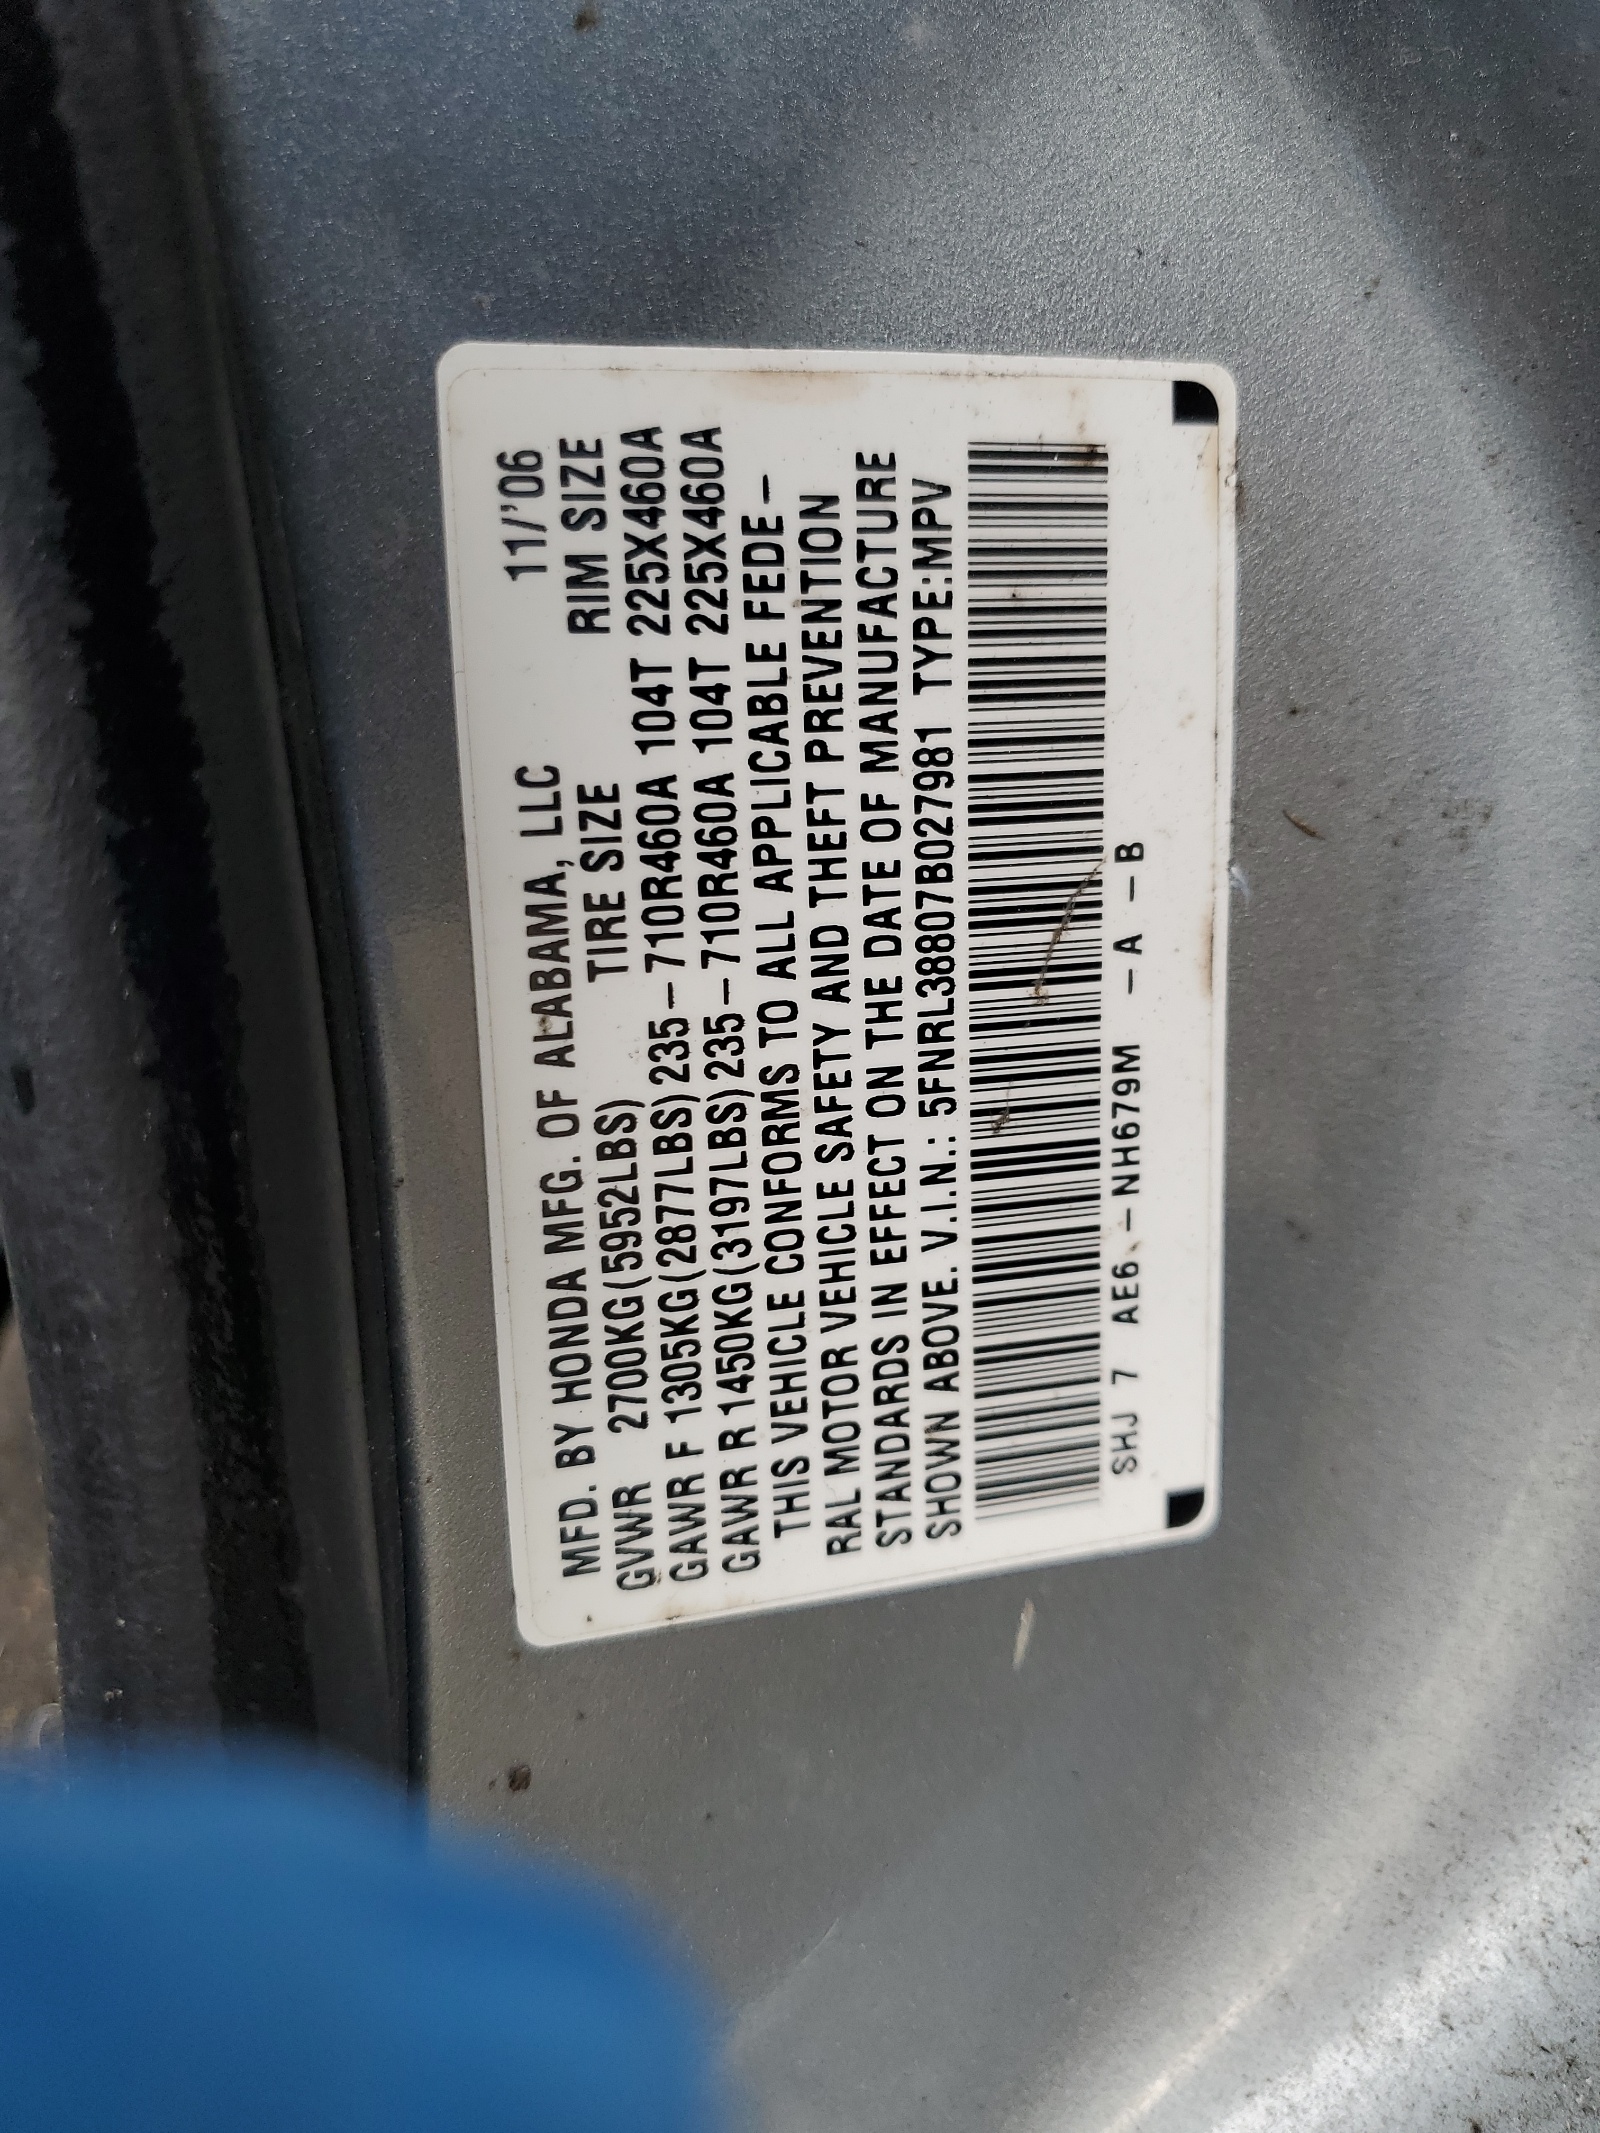 MFD. BY HONDA MFG. OF ALABAMA, LLC 11/'06
GVWR 2700KG(5952LBS) TIRE SIZE RIM SIZE
GAWR F 1305KG(2877LBS) 235-710R460A 104T 225X460A
GAWR R 1450KG(3197LBS) 235-710R460A 104T 225X460A
THIS VEHICLE CONFORMS TO ALL APPLICABLE FEDE-
RAL MOTOR VEHICLE SAFETY AND THEFT PREVENTION
STANDARDS IN EFFECT ON THE DATE OF MANUFACTURE
SHOWN ABOVE. V.I.N.: 5FNRL38807B027981 TYPE:MPV
SHJ 7 AE6 -NH679M -A -B